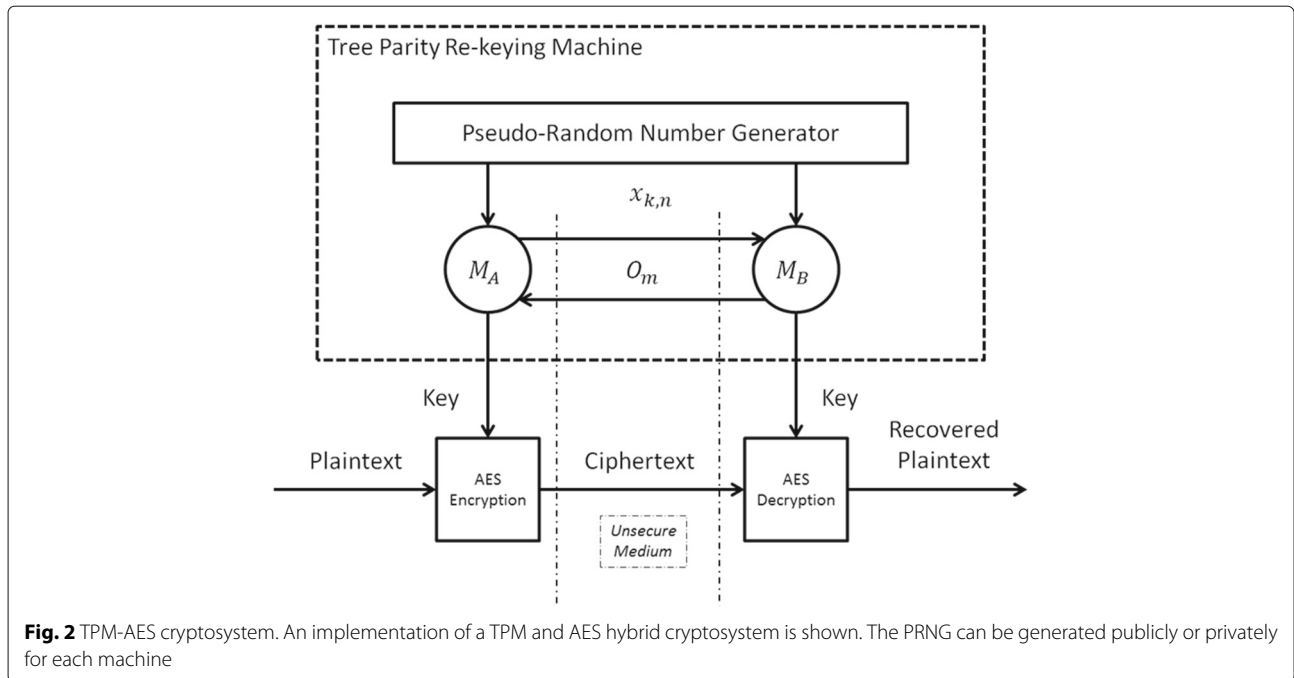 Tree Parity Re-keying Machine
Pseudo-Random Number Generator
x_{k,n}
M_A
O_m
M_B
Key
Key
Plaintext
AES
Encryption
Ciphertext
AES
Decryption
Recovered
Plaintext
Unsecure
Medium
Fig. 2 TPM-AES cryptosystem. An implementation of a TPM and AES hybrid cryptosystem is shown. The PRNG can be generated publicly or privately
for each machine